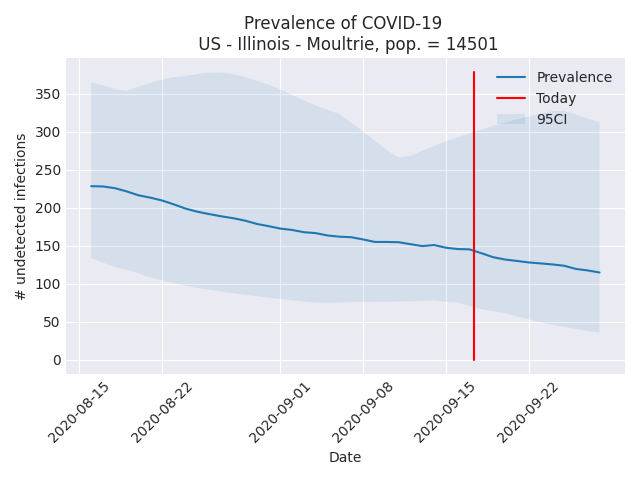 Prevalence of COVID-19
US - Illinois - Moultrie, pop. = 14501
Prevalence
Today
95CI
# undetected infections
350
300
250
200
150
100
50
0
2020-08-15
2020-08-22
2020-09-01
2020-09-08
2020-09-15
2020-09-22
Date